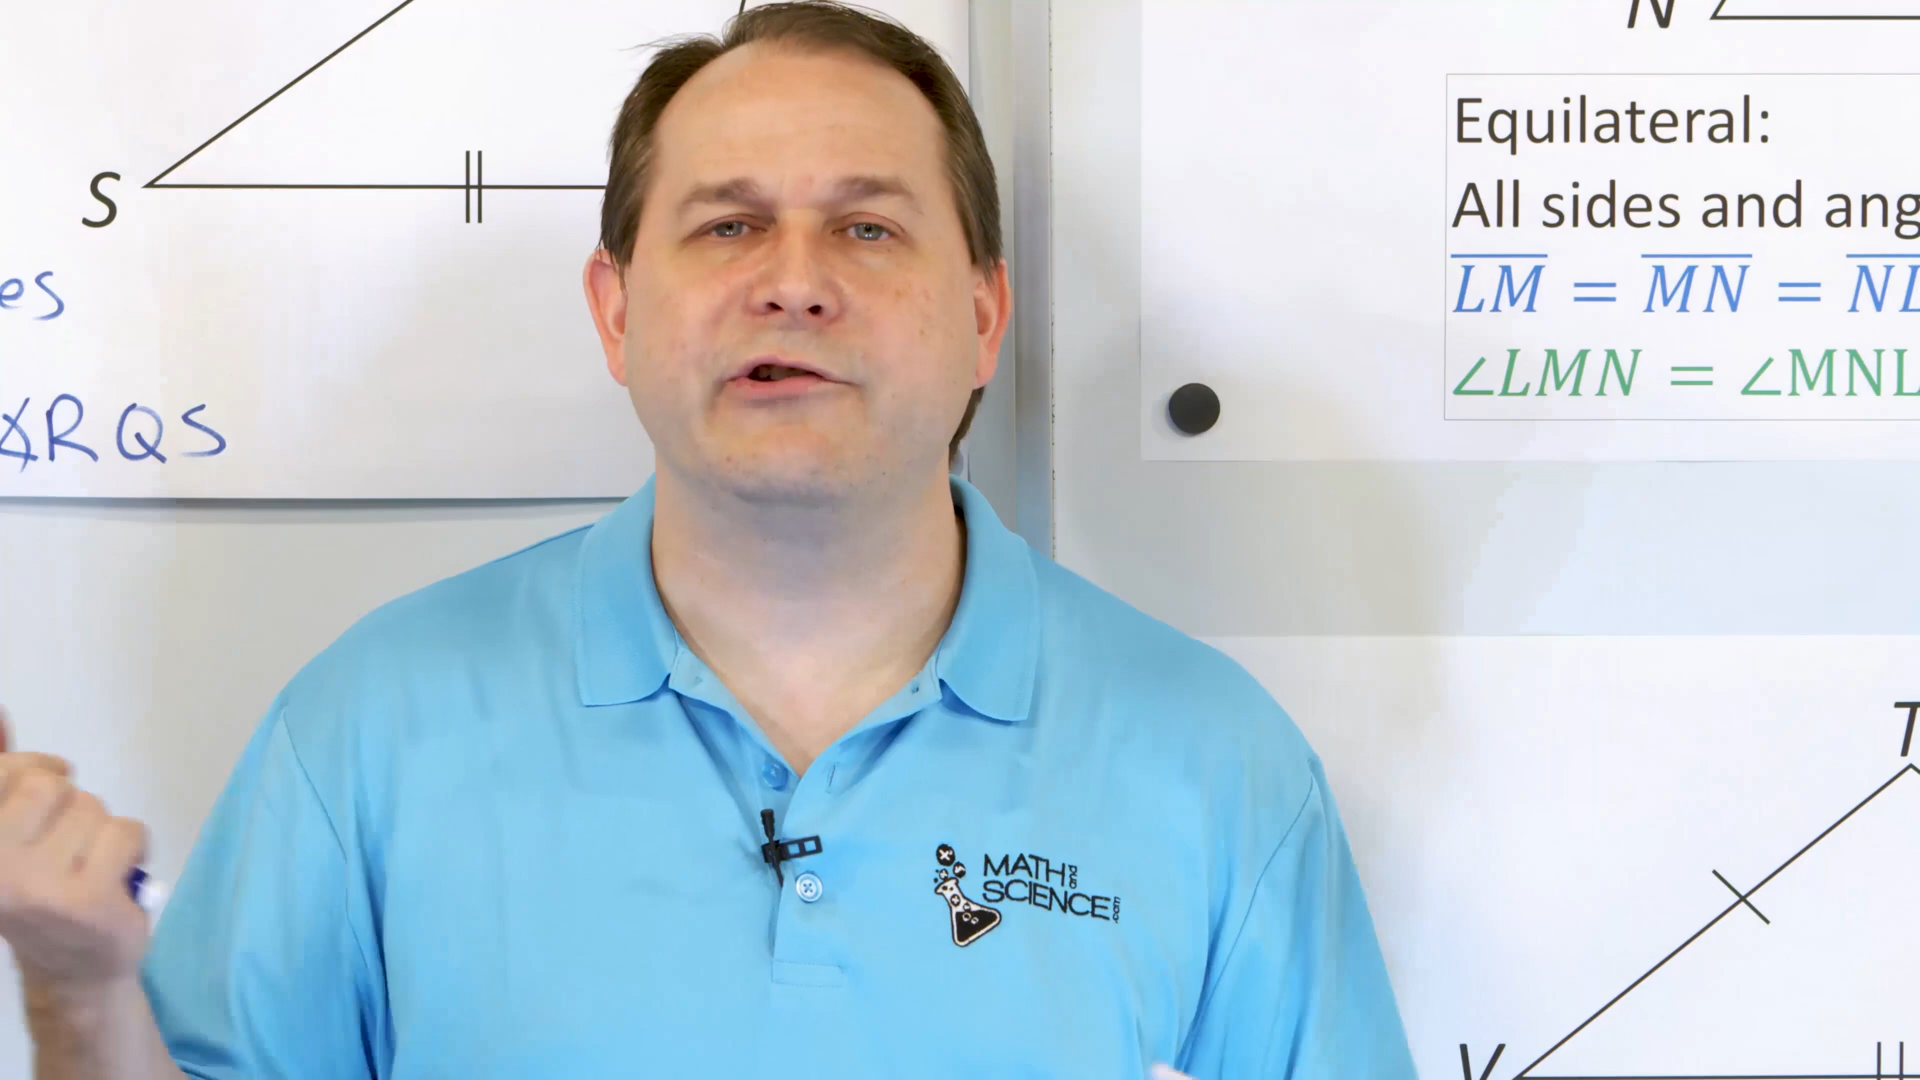 S
es
∡RQS
N
Equilateral:
All sides and ang
LM = MN = NL
∠LMN = ∠MNL
MATH and
SCIENCE .com
T
V